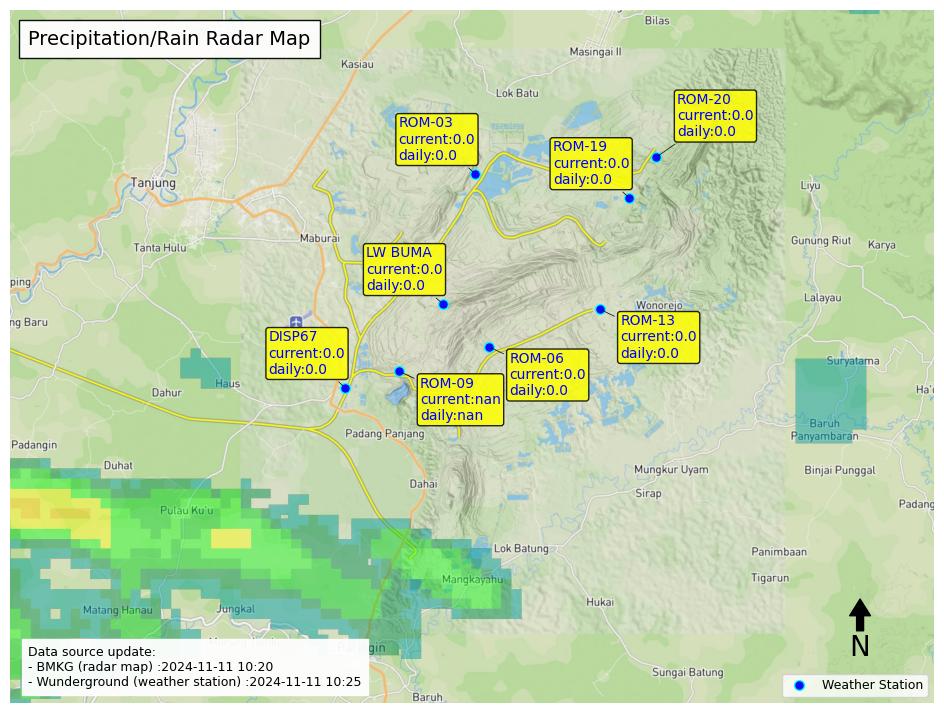 Precipitation/Rain Radar Map
Bilas
Masingai II
Kasiau
Lok Batu
ROM-20
current:0.0
daily:0.0
ROM-03
current:0.0
daily:0.0
ROM-19
current:0.0
daily:0.0
Tanjung
Liyu
Maburai
Tanta Hulu
Gunung Riut
Karya
LW BUMA
current:0.0
daily:0.0
ping
Lalayau
Wonorejo
ng Baru
ROM-13
current:0.0
daily:0.0
DISP67
current:0.0
daily:0.0
ROM-06
current:0.0
daily:0.0
Suryatama
Haus
Dahur
ROM-09
current:nan
daily:nan
Ha'
Baruh
Panyambaran
Padang Panjang
Padangin
Duhat
Mungkur Uyam
Binjai Punggal
Dahai
Sirap
Padang
Pulau Ku'u
Lok Batung
Panimbaan
Mangkayahu
Tigarun
Hukai
Matang Hanau
Jungkal
N
Data source update:
- BMKG (radar map) :2024-11-11 10:20
- Wunderground (weather station) :2024-11-11 10:25
Sungai Batung
Weather Station
Baruh